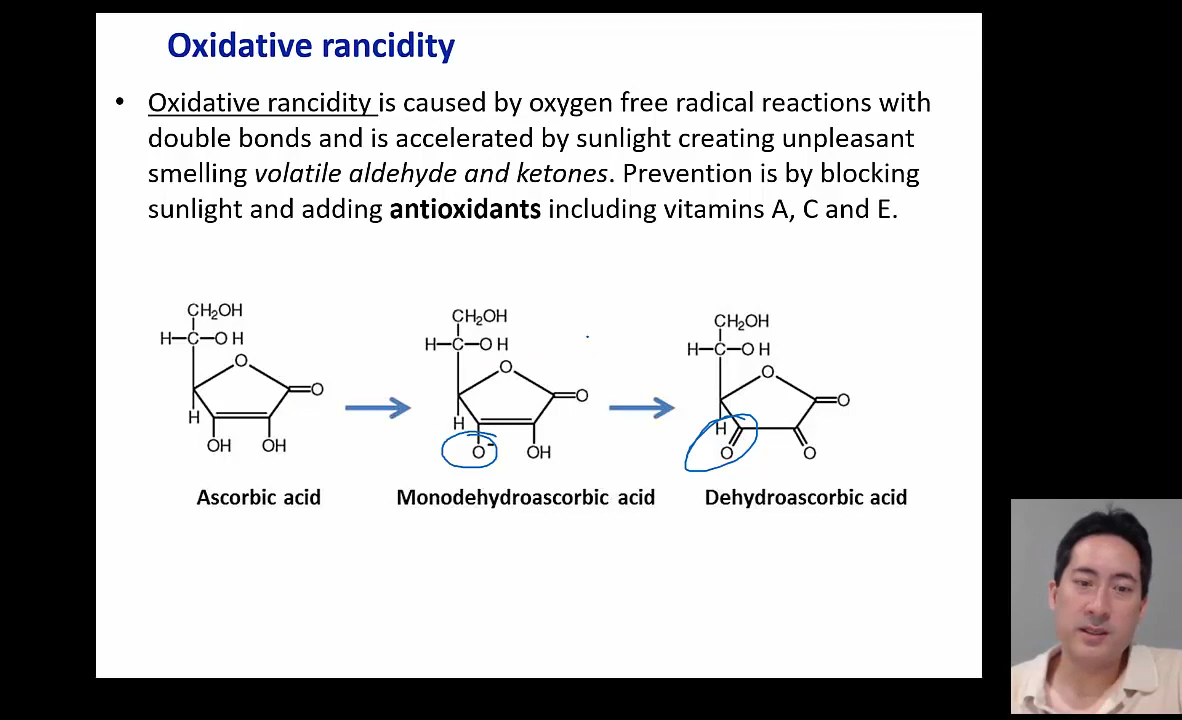 Oxidative rancidity
• Oxidative rancidity is caused by oxygen free radical reactions with
double bonds and is accelerated by sunlight creating unpleasant
smelling volatile aldehyde and ketones. Prevention is by blocking
sunlight and adding antioxidants including vitamins A, C and E.
CH₂OH
H–C–OH
O
O
H
OH OH
Ascorbic acid
CH₂OH
H–C–OH
O
O
H
O⁻ OH
Monodehydroascorbic acid
CH₂OH
H–C–OH
O
O
H
O O
Dehydroascorbic acid